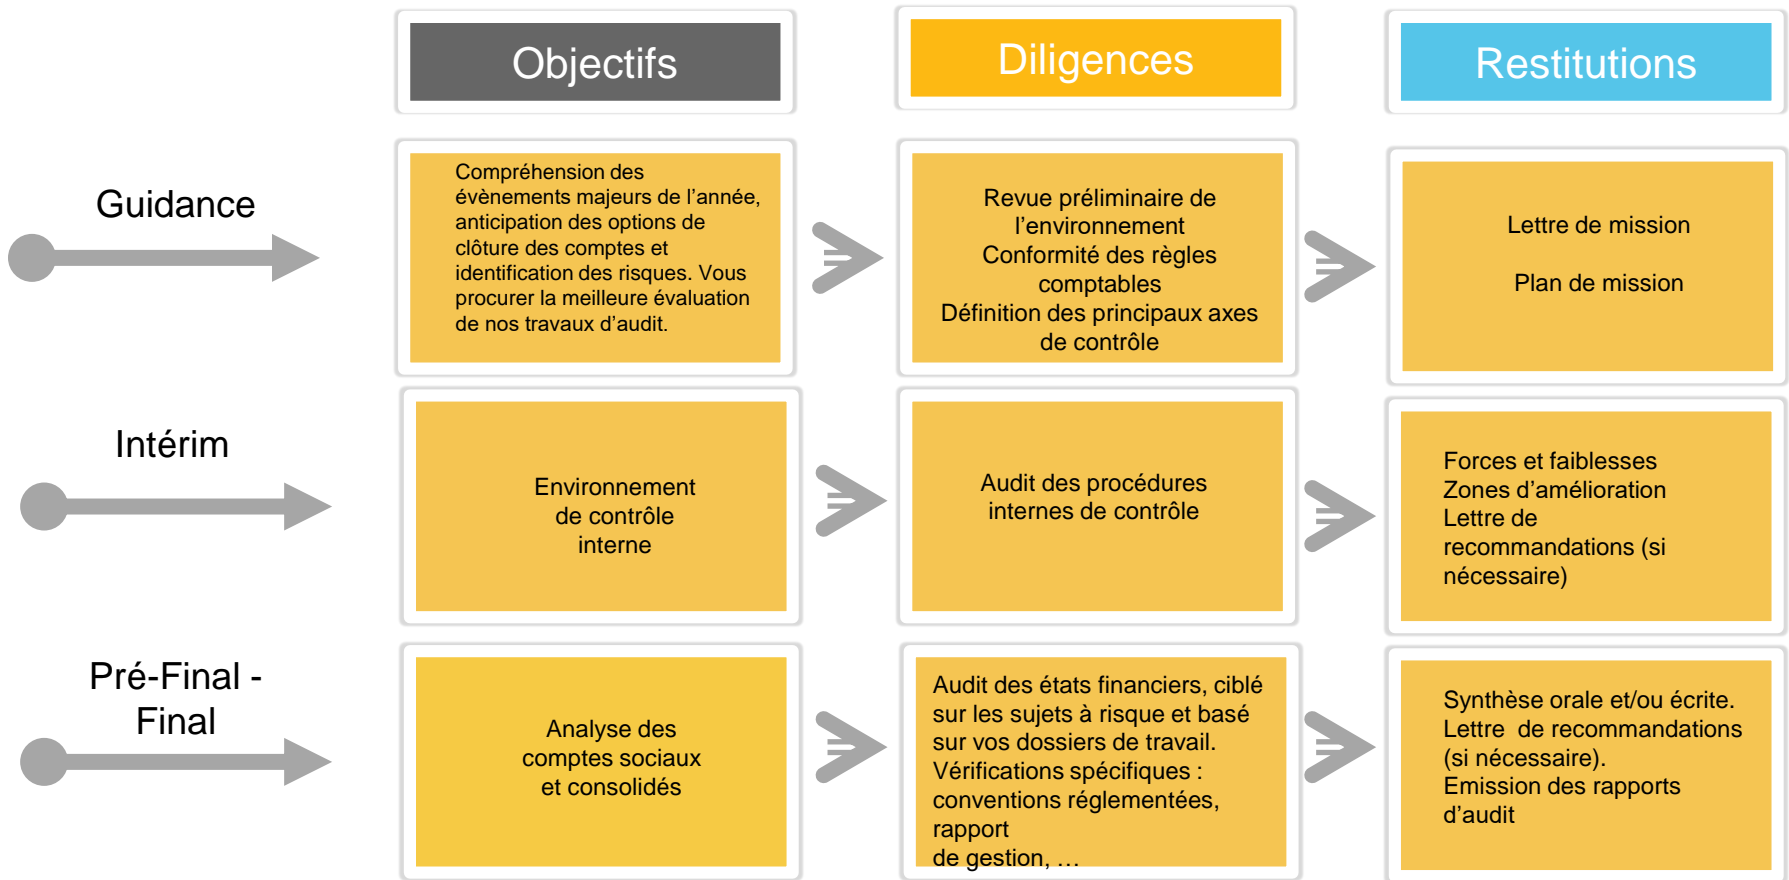 Objectifs
Diligences
Restitutions
Guidance
Compréhension des
évènements majeurs de l’année,
anticipation des options de
clôture des comptes et
identification des risques. Vous
procurer la meilleure évaluation
de nos travaux d’audit.
Revue préliminaire de
l’environnement
Conformité des règles
comptables
Définition des principaux axes
de contrôle
Lettre de mission
Plan de mission
Intérim
Environnement
de contrôle
interne
Audit des procédures
internes de contrôle
Forces et faiblesses
Zones d’amélioration
Lettre de
recommandations (si
nécessaire)
Pré-Final -
Final
Analyse des
comptes sociaux
et consolidés
Audit des états financiers, ciblé
sur les sujets à risque et basé
sur vos dossiers de travail.
Vérifications spécifiques :
conventions réglementées,
rapport
de gestion, …
Synthèse orale et/ou écrite.
Lettre  de recommandations
(si nécessaire).
Emission des rapports
d’audit